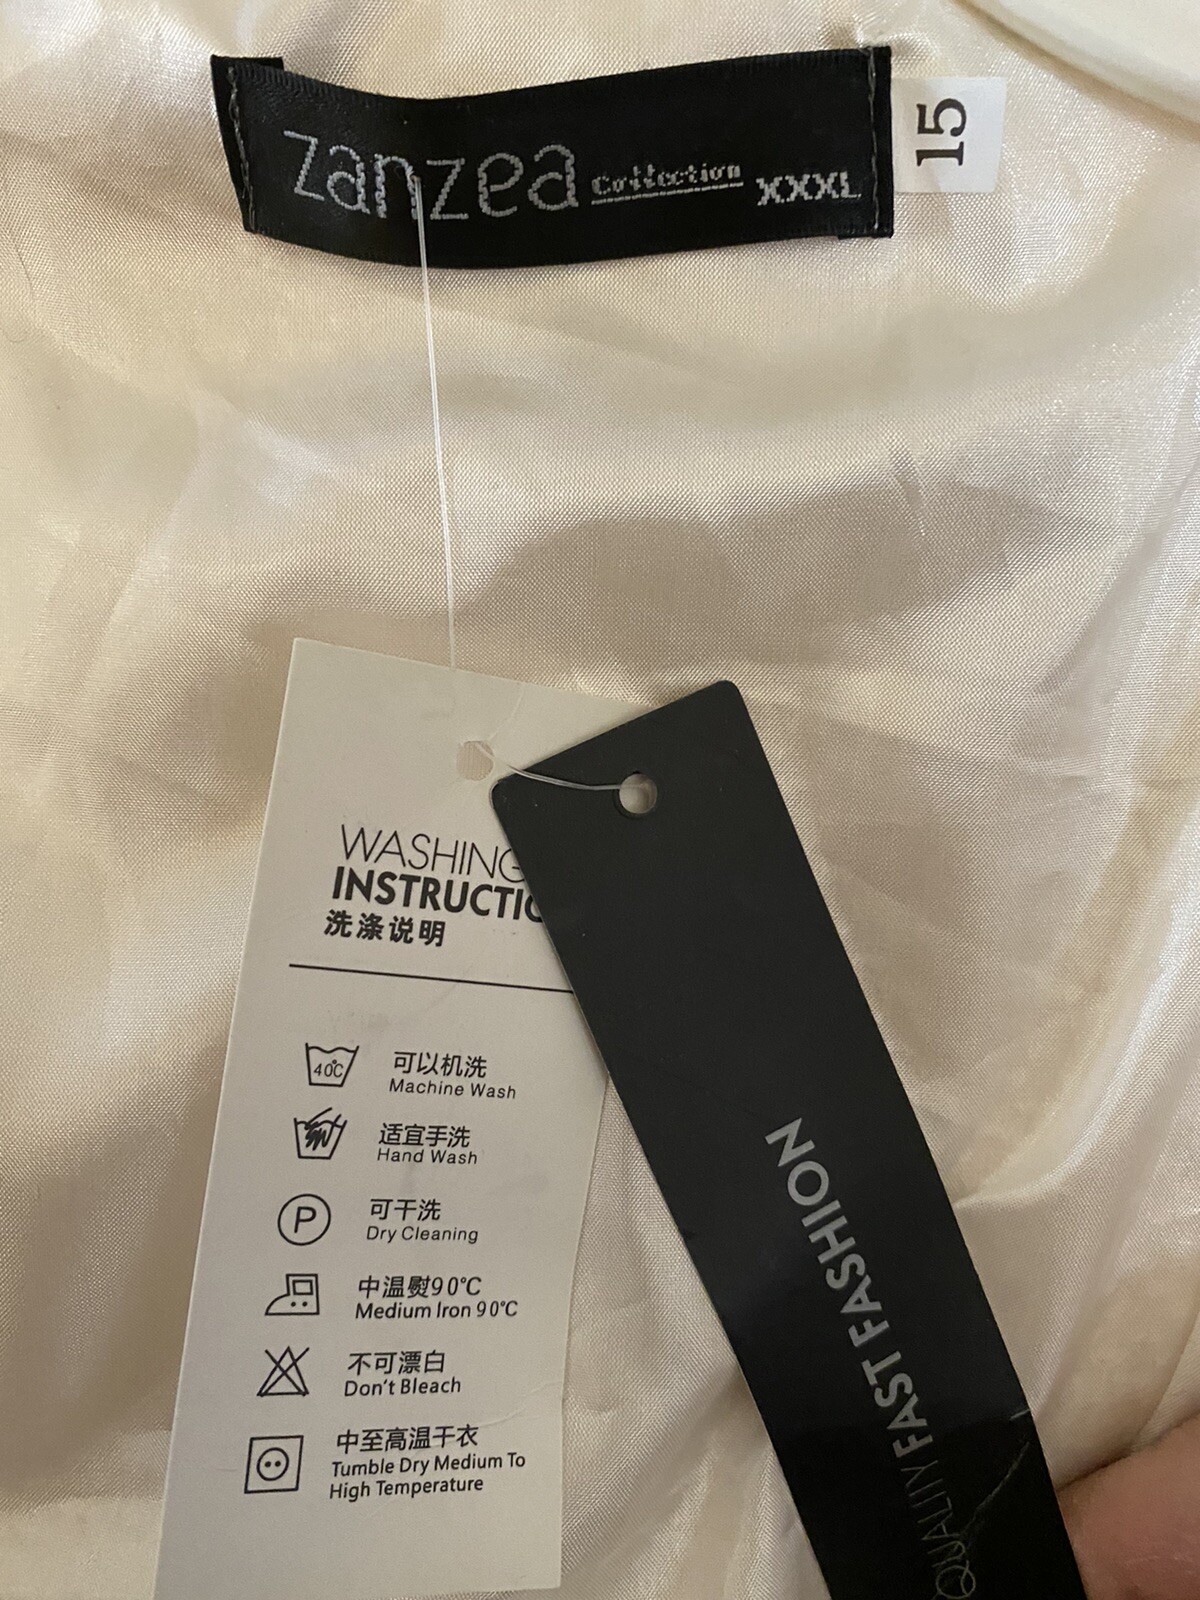 zanzea Collection XXXL
15
WASHING
INSTRUCTIO
洗涤说明
40C 可以机洗
Machine Wash
适宜手洗
Hand Wash
P 可干洗
Dry Cleaning
中温熨90℃
Medium Iron 90℃
不可漂白
Don't Bleach
中至高温干衣
Tumble Dry Medium To
High Temperature
QUALITY FAST FASHION